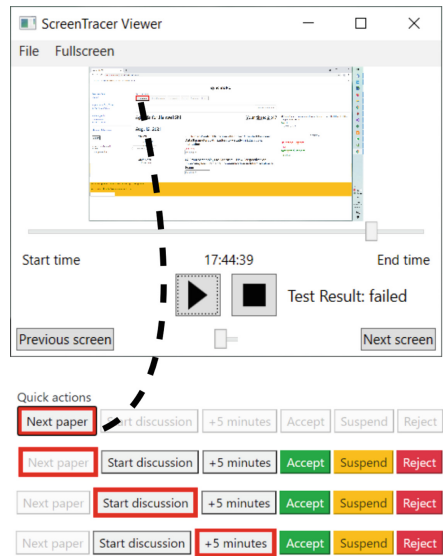 ScreenTracer Viewer
File Fullscreen
Start time 17:44:39 End time
Test Result: failed
Previous screen Next screen
Quick actions
Next paper Start discussion +5 minutes Accept Suspend Reject
Next paper Start discussion +5 minutes Accept Suspend Reject
Next paper Start discussion +5 minutes Accept Suspend Reject
Next paper Start discussion +5 minutes Accept Suspend Reject